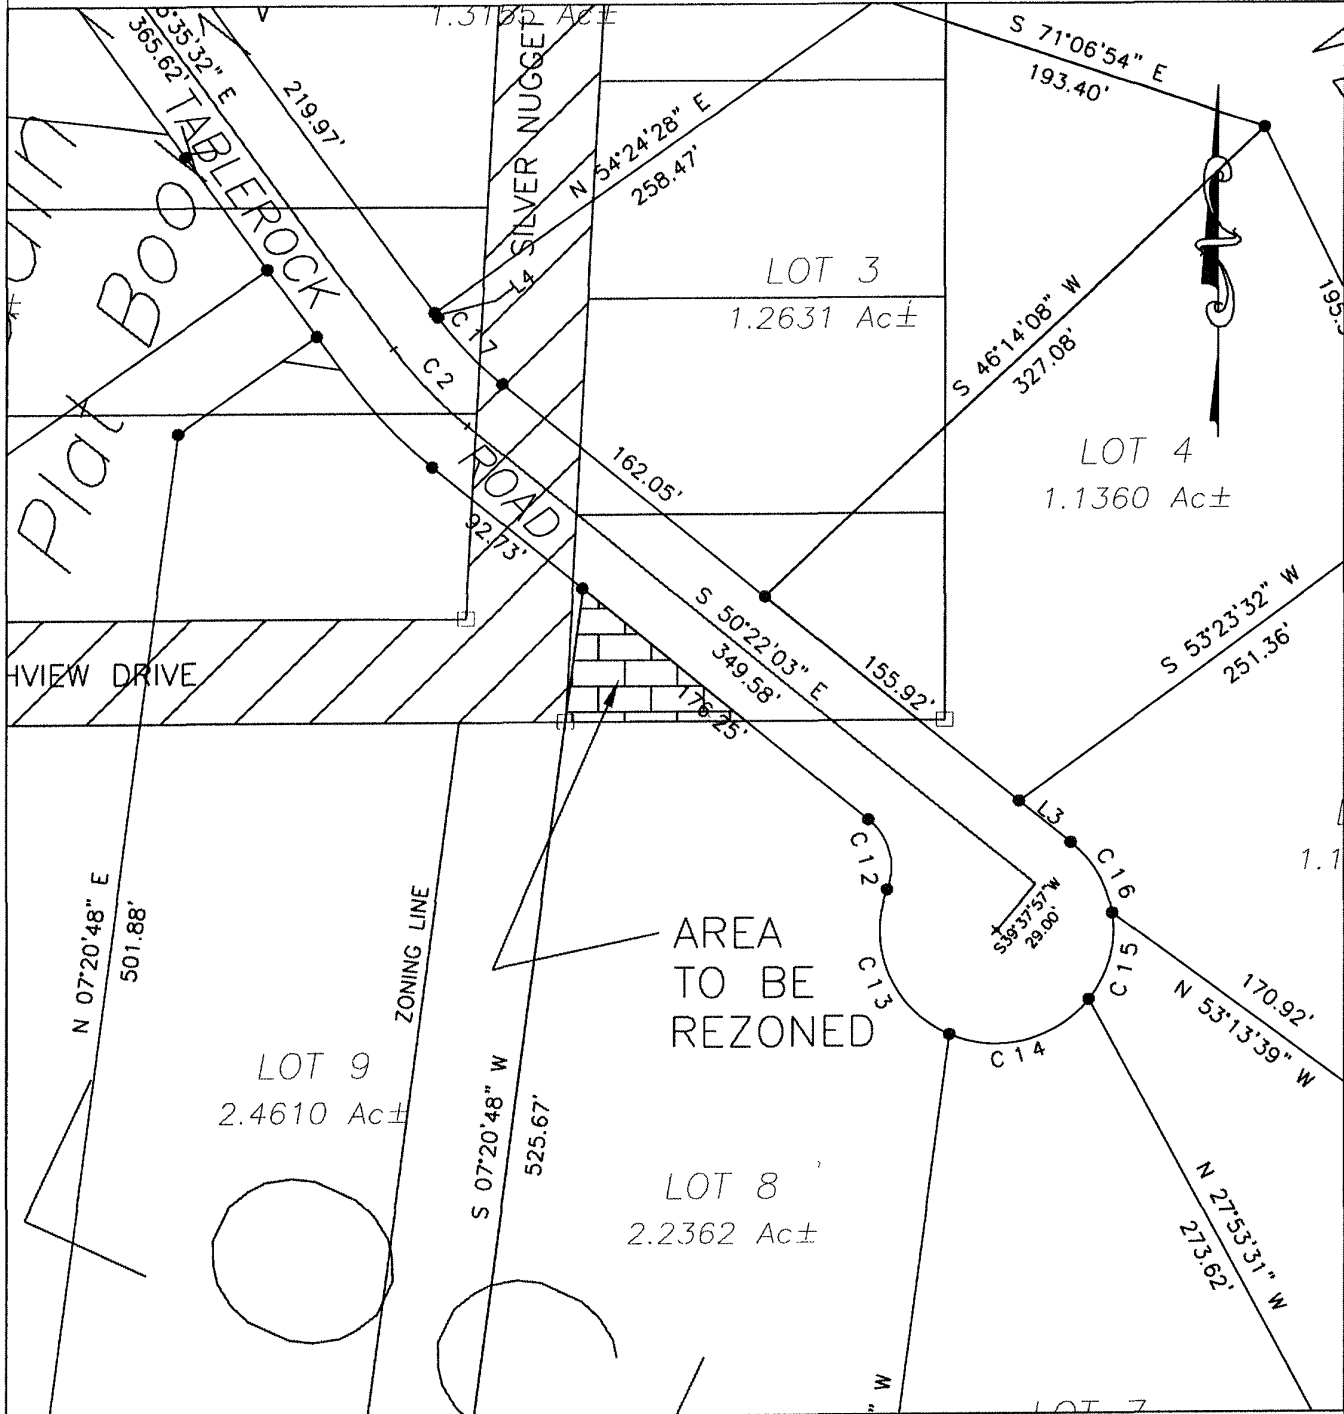 1.3155 Ac±
S 71°06'54" E
193.40'
365.62'
219.97'
TABLEROCK
SILVER NUGGET
N 54°24'28" E
258.47'
L4
C17
C2
LOT 3
1.2631 Ac±
S 46°14'08" W
327.08'
Plat Boo
LOT 4
1.1360 Ac±
ROAD
162.05'
92.73'
S 50°22'03" E
349.58'
155.92'
176.25'
S 53°23'32" W
251.36'
HVIEW DRIVE
L3
C12
C16
S39°37'57"W
29.00'
C13
C15
C14
AREA
TO BE
REZONED
N 07°20'48" E
501.88'
ZONING LINE
170.92'
N 53°13'39" W
LOT 9
2.4610 Ac±
S 07°20'48" W
525.67'
LOT 8
2.2362 Ac±
N 27°53'31" W
273.62'
" W
LOT 7